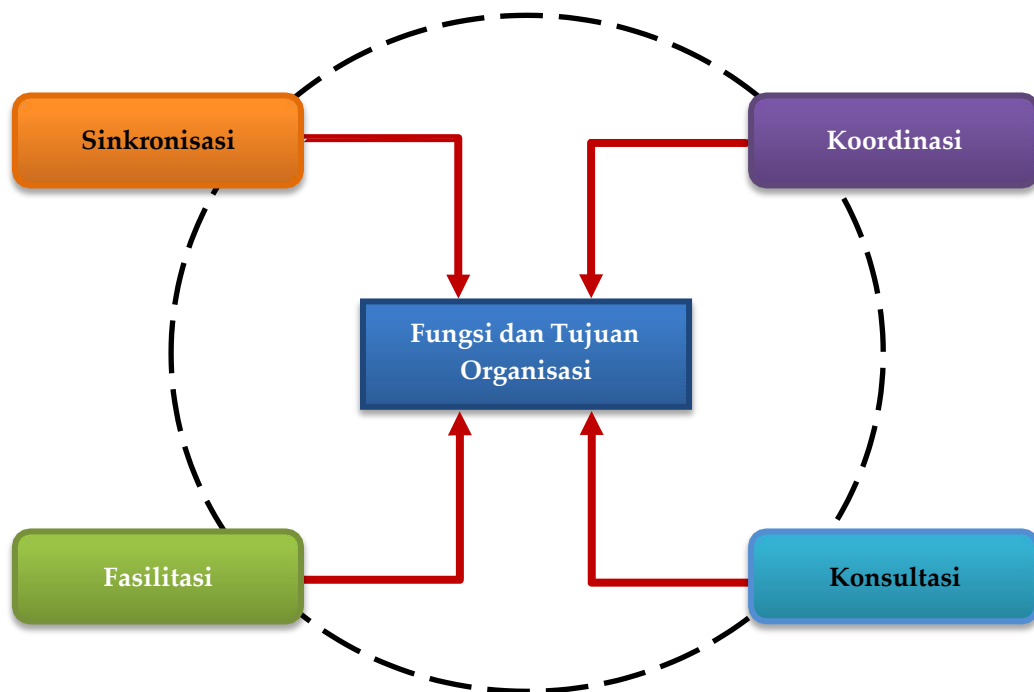 Sinkronisasi
Koordinasi
Fungsi dan Tujuan
Organisasi
Fasilitasi
Konsultasi